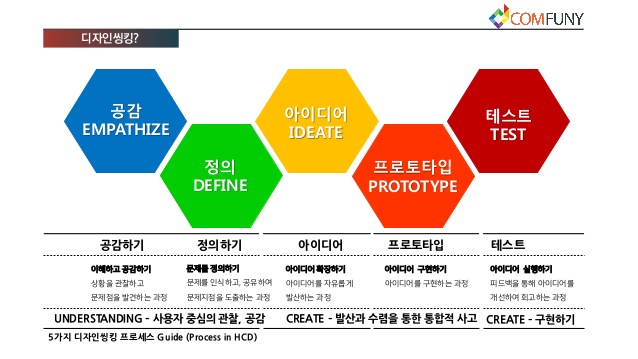 COMFUNY
디자인씽킹?
공감
EMPATHIZE
아이디어
IDEATE
테스트
TEST
정의
DEFINE
프로토타입
PROTOTYPE
공감하기 정의하기 아이디어 프로토타입 테스트
이해하고 공감하기 문제를 정의하기 아이디어 확장하기 아이디어 구현하기 아이디어 실행하기
상황을 관찰하고 문제를 인식하고, 공유하여 아이디어를 자유롭게 아이디어를 구현하는 과정 피드백을 통해 아이디어를
문제점을 발견하는 과정 문제지점을 도출하는 과정 발산하는 과정 개선하여 회고하는 과정
UNDERSTANDING - 사용자 중심의 관찰, 공감 CREATE - 발산과 수렴을 통한 통합적 사고 CREATE - 구현하기
5가지 디자인씽킹 프로세스 Guide (Process in HCD)